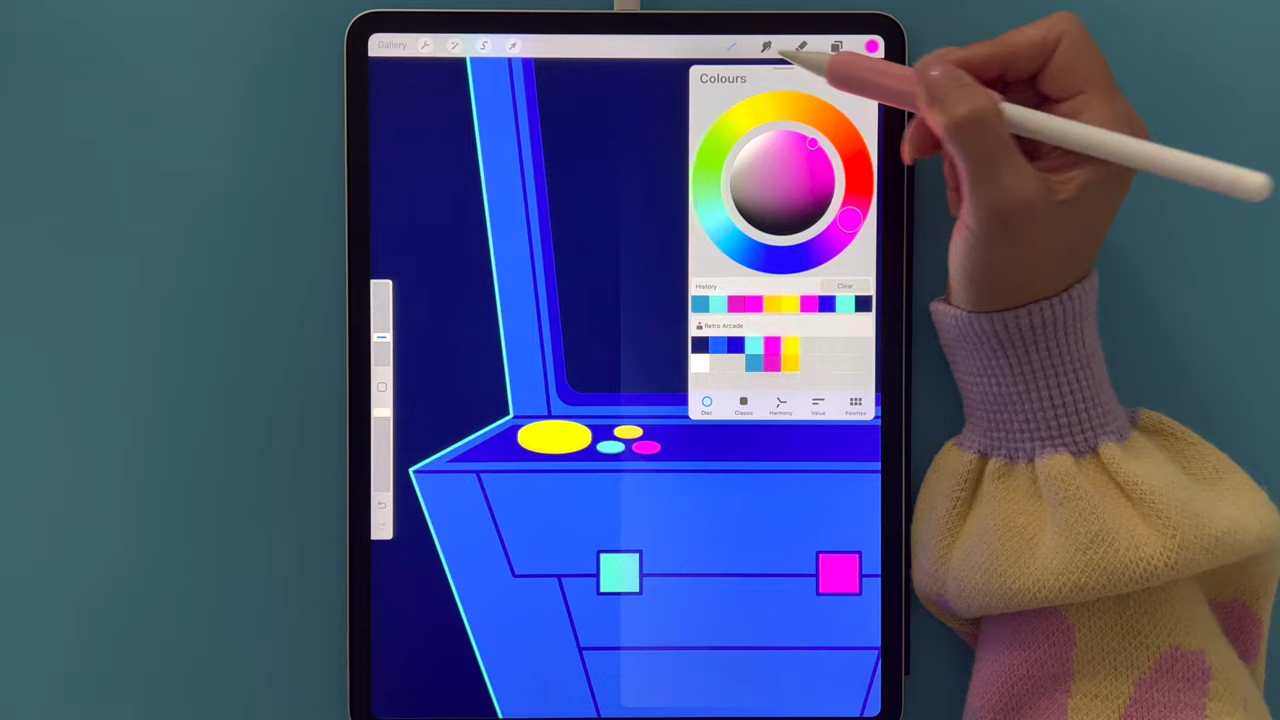 Gallery
Colours
History
Clear
Retro Arcade
Disc
Classic
Harmony
Value
Palettes